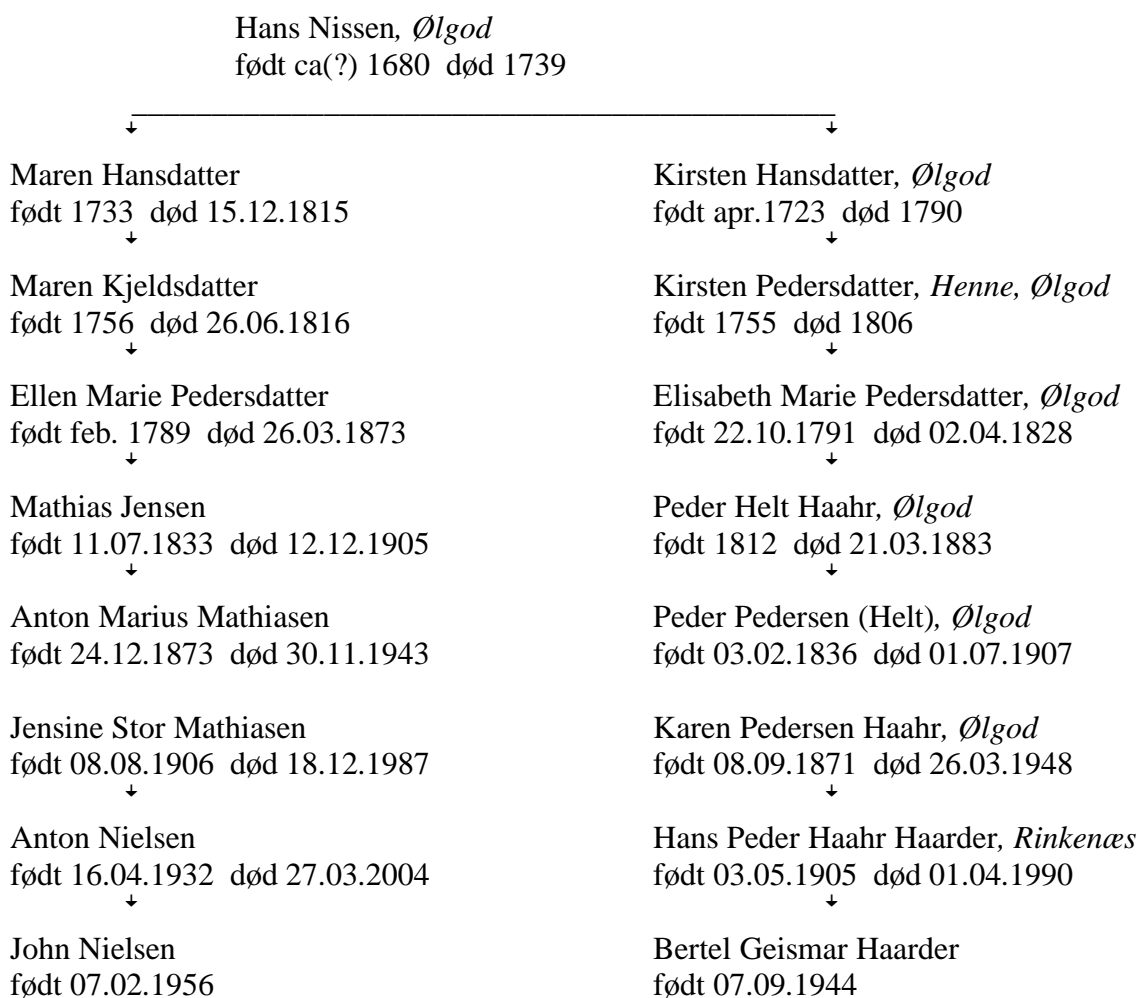 Hans Nissen, Ølgod
født ca(?) 1680 død 1739
Maren Hansdatter
født 1733 død 15.12.1815
Kirsten Hansdatter, Ølgod
født apr.1723 død 1790
Maren Kjeldsdatter
født 1756 død 26.06.1816
Kirsten Pedersdatter, Henne, Ølgod
født 1755 død 1806
Ellen Marie Pedersdatter
født feb. 1789 død 26.03.1873
Elisabeth Marie Pedersdatter, Ølgod
født 22.10.1791 død 02.04.1828
Mathias Jensen
født 11.07.1833 død 12.12.1905
Peder Helt Haahr, Ølgod
født 1812 død 21.03.1883
Anton Marius Mathiasen
født 24.12.1873 død 30.11.1943
Peder Pedersen (Helt), Ølgod
født 03.02.1836 død 01.07.1907
Jensine Stor Mathiasen
født 08.08.1906 død 18.12.1987
Karen Pedersen Haahr, Ølgod
født 08.09.1871 død 26.03.1948
Anton Nielsen
født 16.04.1932 død 27.03.2004
Hans Peder Haahr Haarder, Rinkenæs
født 03.05.1905 død 01.04.1990
John Nielsen
født 07.02.1956
Bertel Geismar Haarder
født 07.09.1944